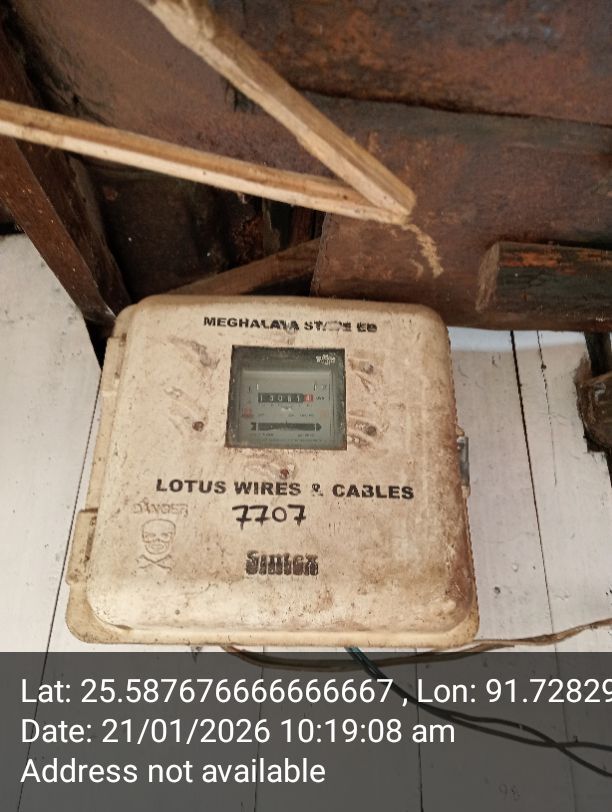 MEGHALAYA STATE EB
LOTUS WIRES & CABLES
DANGER
7707
Sintex
Lat: 25.587676666666667 , Lon: 91.72829
Date: 21/01/2026 10:19:08 am
Address not available